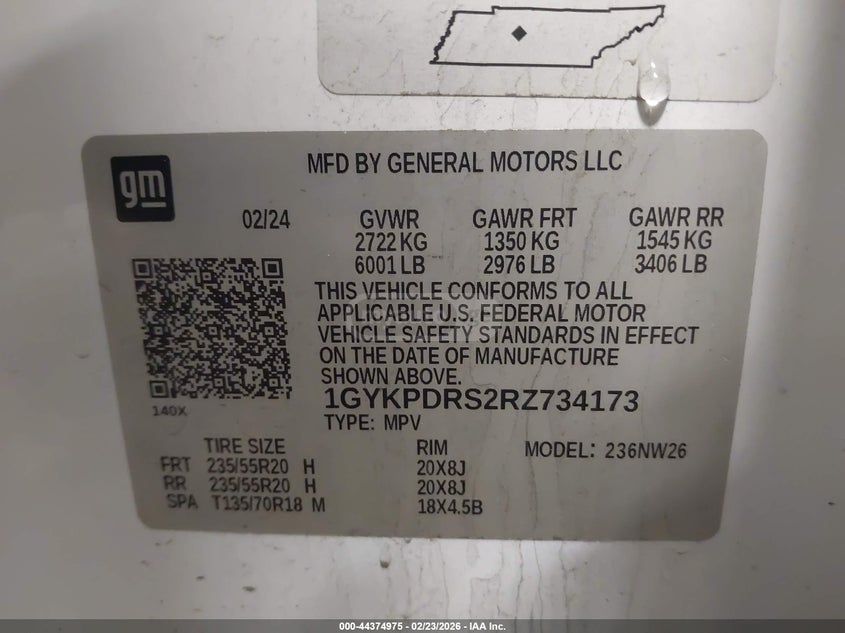 gm
MFD BY GENERAL MOTORS LLC
02/24 GVWR GAWR FRT GAWR RR
2722 KG 1350 KG 1545 KG
6001 LB 2976 LB 3406 LB
THIS VEHICLE CONFORMS TO ALL
APPLICABLE U.S. FEDERAL MOTOR
VEHICLE SAFETY STANDARDS IN EFFECT
ON THE DATE OF MANUFACTURE
SHOWN ABOVE.
1GYKPDRS2RZ734173
140X
TYPE: MPV
TIRE SIZE RIM MODEL: 236NW26
FRT 235/55R20 H 20X8J
RR 235/55R20 H 20X8J
SPA T135/70R18 M 18X4.5B
000-44374975 - 02/23/2026 - IAA Inc.